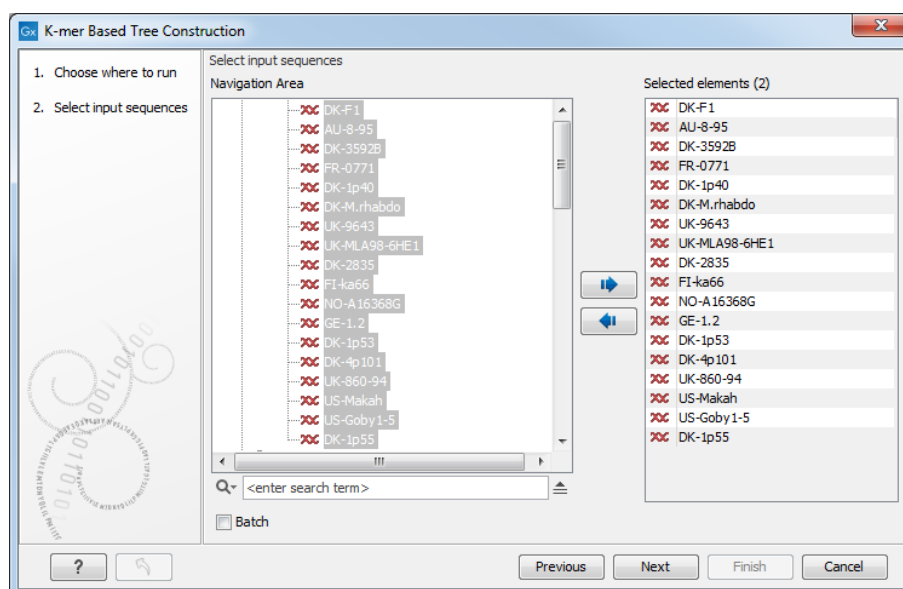 Gx K-mer Based Tree Construction
1. Choose where to run
2. Select input sequences
Select input sequences
Navigation Area
DK-F1
AU-8-95
DK-3592B
FR-0771
DK-1p40
DK-M.rhabdo
UK-9643
UK-MLA98-6HE1
DK-2835
FI-ka66
NO-A16368G
GE-1.2
DK-1p53
DK-4p101
UK-860-94
US-Makah
US-Goby1-5
DK-1p55
<enter search term>
Batch
Selected elements (2)
DK-F1
AU-8-95
DK-3592B
FR-0771
DK-1p40
DK-M.rhabdo
UK-9643
UK-MLA98-6HE1
DK-2835
FI-ka66
NO-A16368G
GE-1.2
DK-1p53
DK-4p101
UK-860-94
US-Makah
US-Goby1-5
DK-1p55
?
Previous
Next
Finish
Cancel